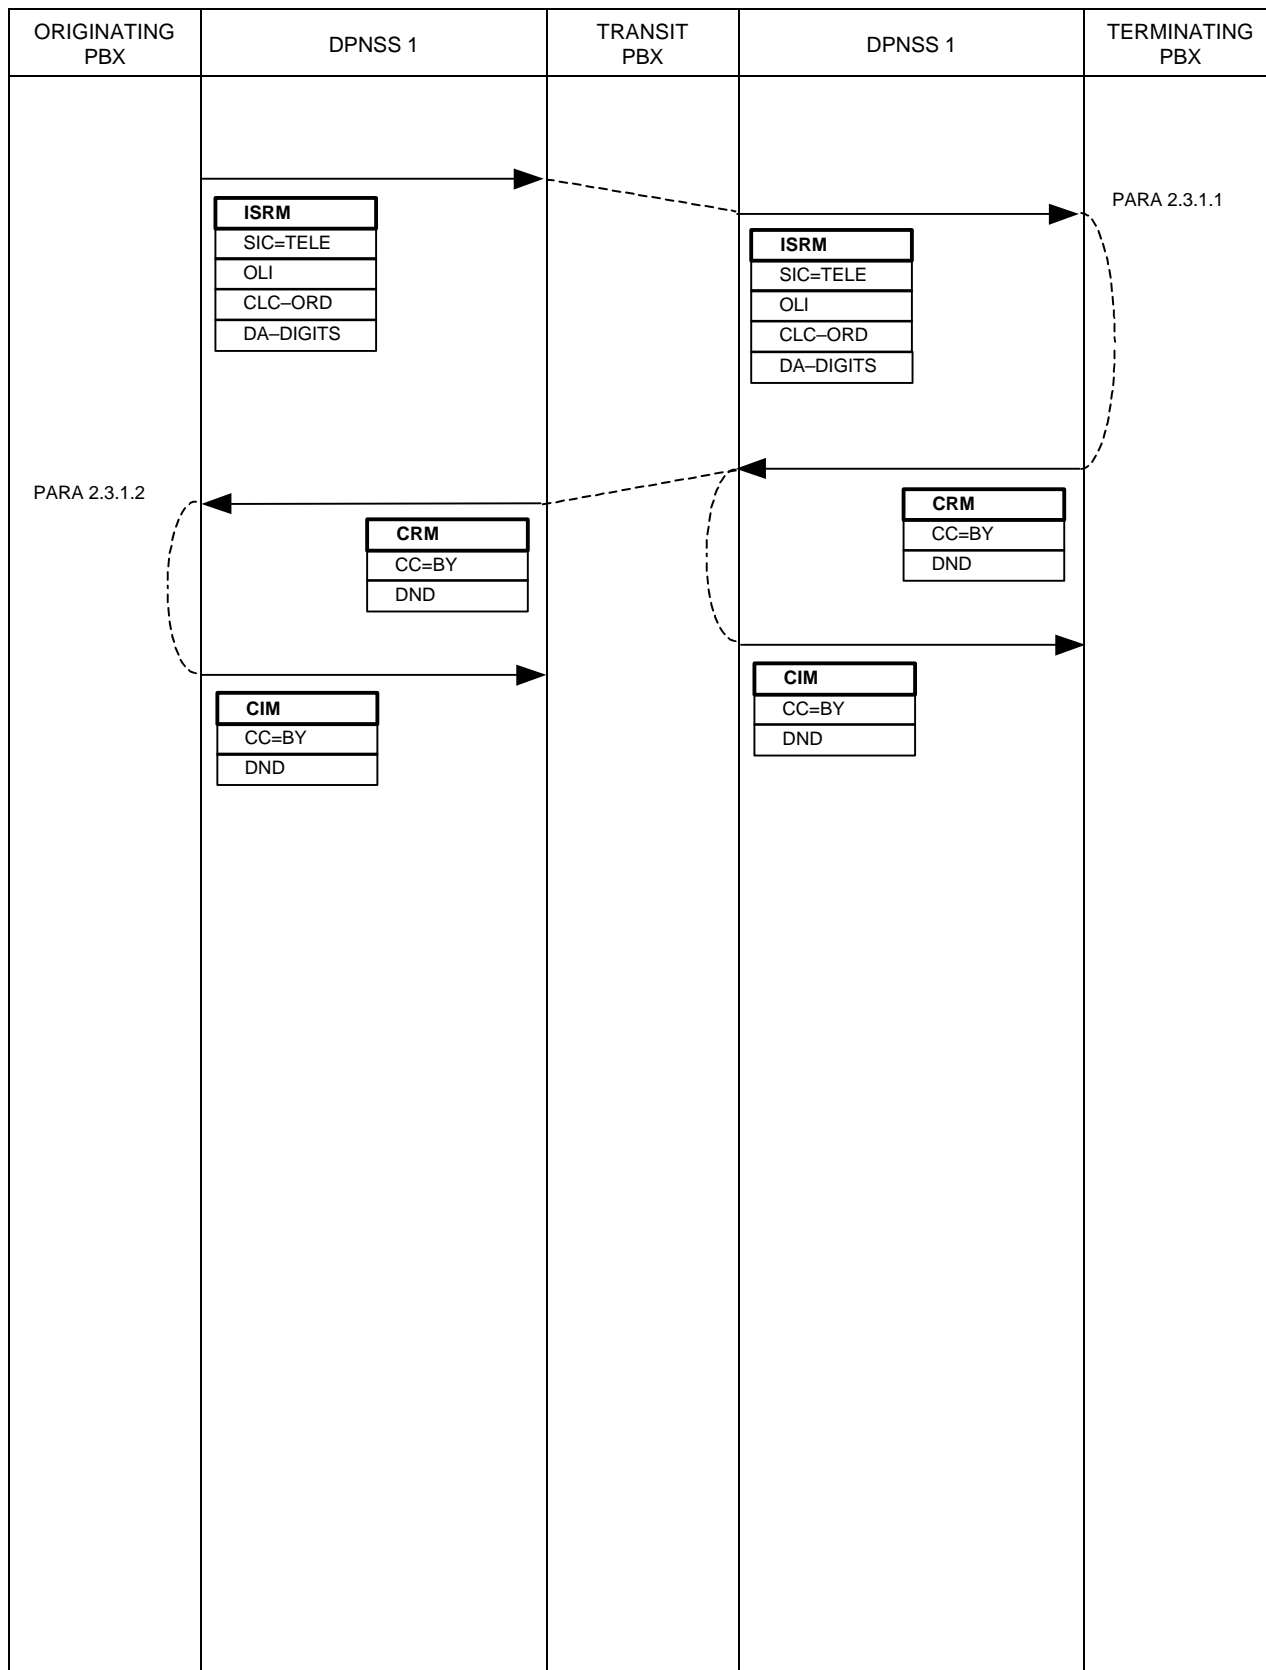 ORIGINATING
PBX
DPNSS 1
TRANSIT
PBX
DPNSS 1
TERMINATING
PBX
PARA 2.3.1.1
ISRM
SIC=TELE
OLI
CLC–ORD
DA–DIGITS
ISRM
SIC=TELE
OLI
CLC–ORD
DA–DIGITS
PARA 2.3.1.2
CRM
CC=BY
DND
CRM
CC=BY
DND
CIM
CC=BY
DND
CIM
CC=BY
DND